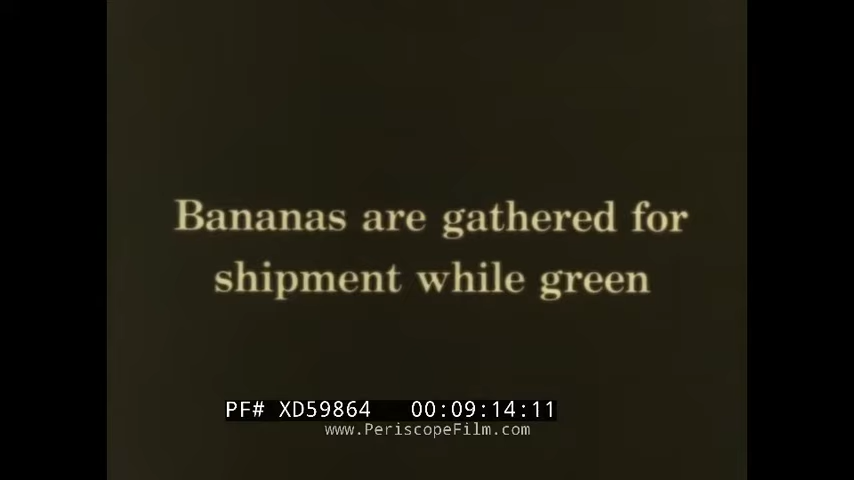 Bananas are gathered for
shipment while green
PF# XD59864 00:09:14:11
www.PeriscopeFilm.com